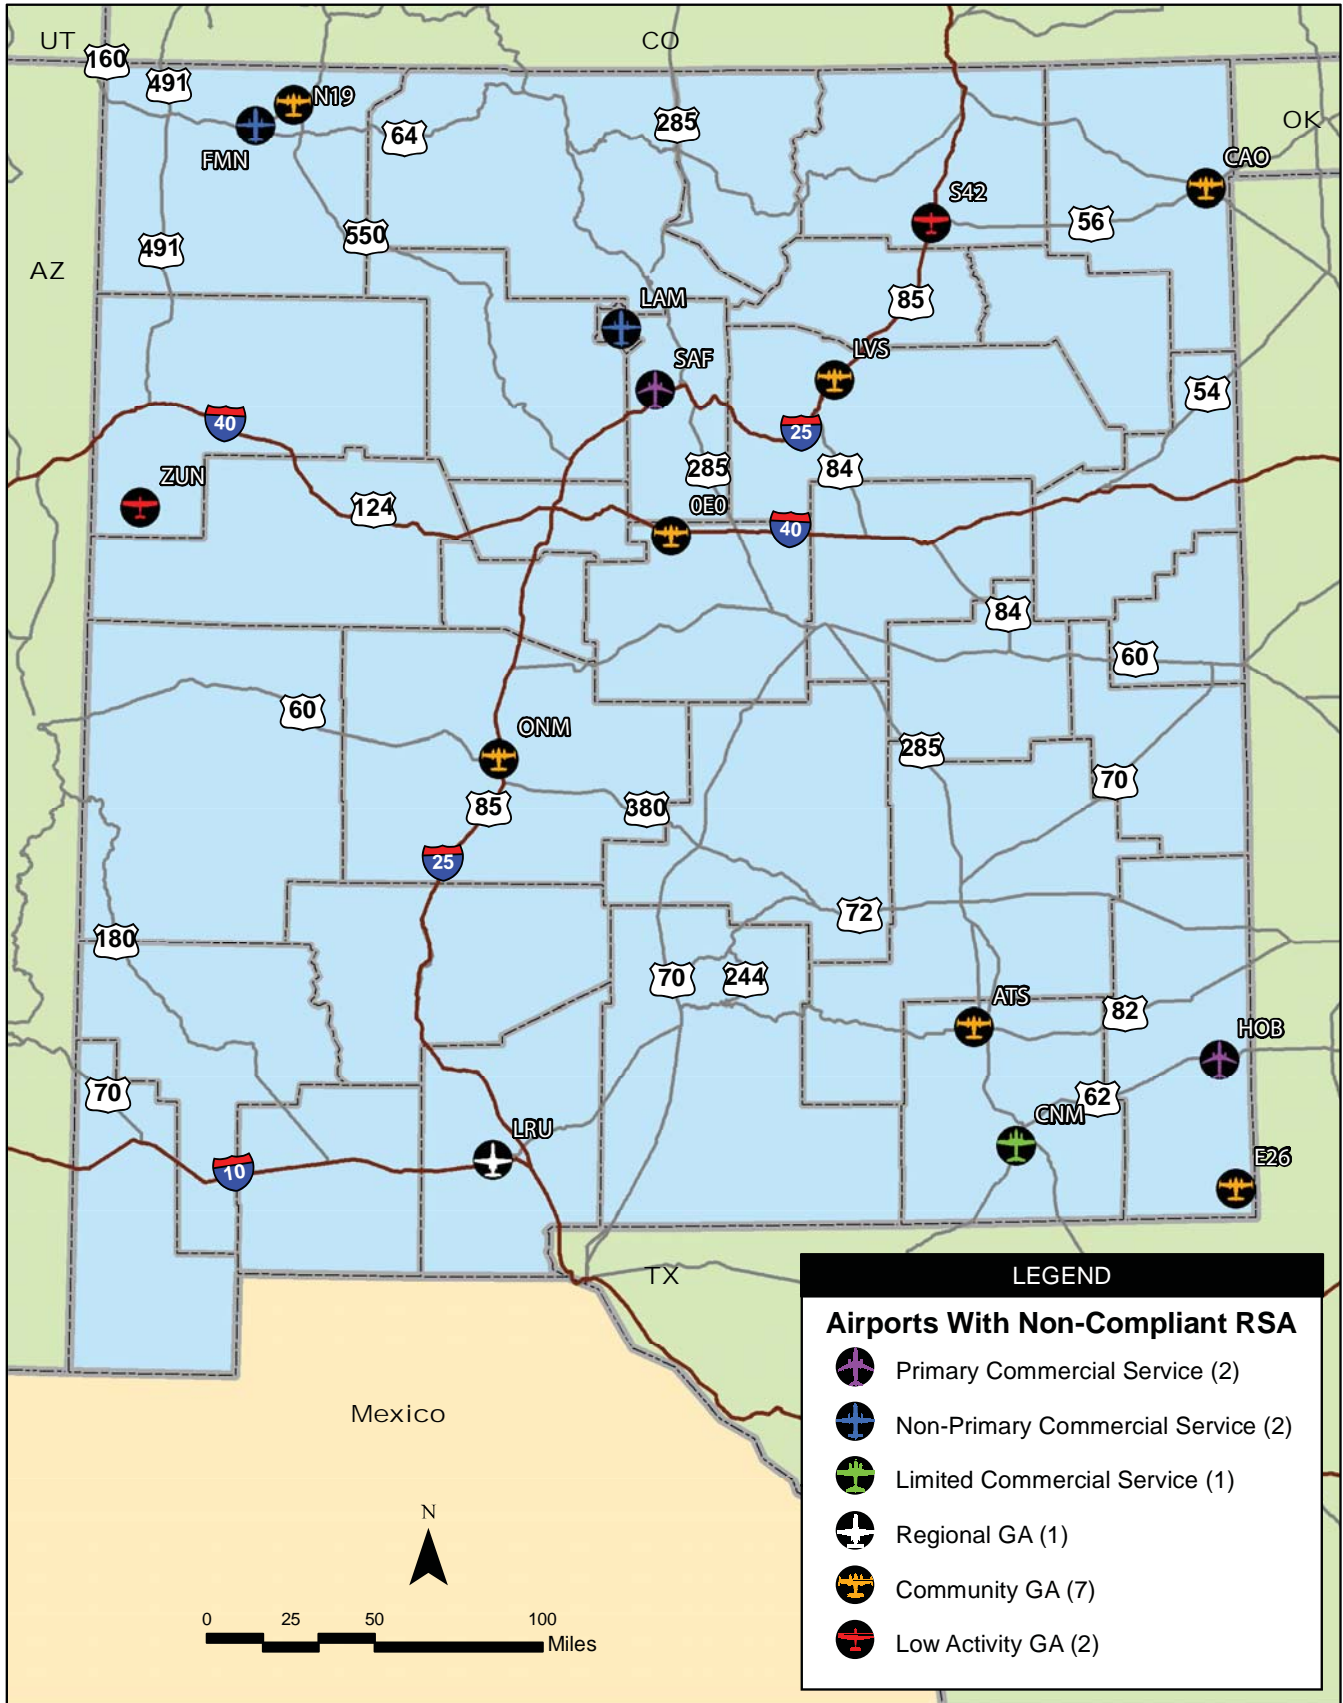 UT
CO
160
491
N19
285
64
OK
FMN
CAO
S42
56
550
491
AZ
LAM
85
SAF
LVS
54
40
25
285
84
ZUN
124
0E0
40
84
60
60
ONM
285
70
85
380
25
72
180
70
244
ATS
82
HOB
70
62
CNM
LRU
E26
10
TX
LEGEND
Airports With Non-Compliant RSA
Primary Commercial Service (2)
Non-Primary Commercial Service (2)
Limited Commercial Service (1)
Regional GA (1)
Community GA (7)
Low Activity GA (2)
Mexico
N
0 25 50 100
Miles